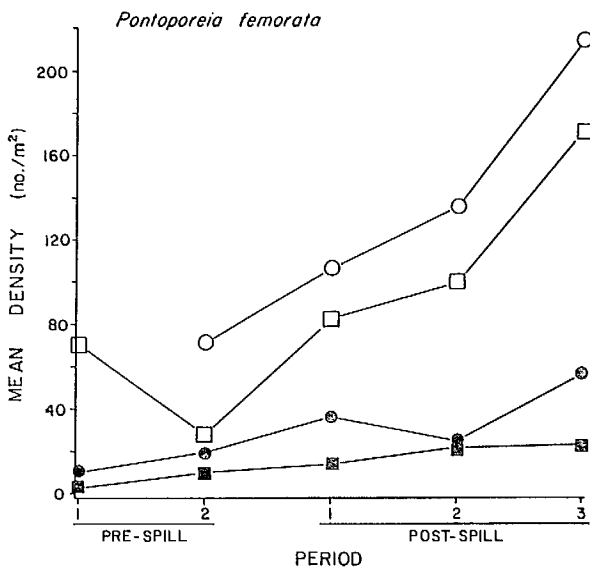 Pontoporeia femorata
MEAN DENSITY (no./m²)
220
160
120
80
40
0
1 2 1 2 3
PRE-SPILL POST-SPILL
PERIOD